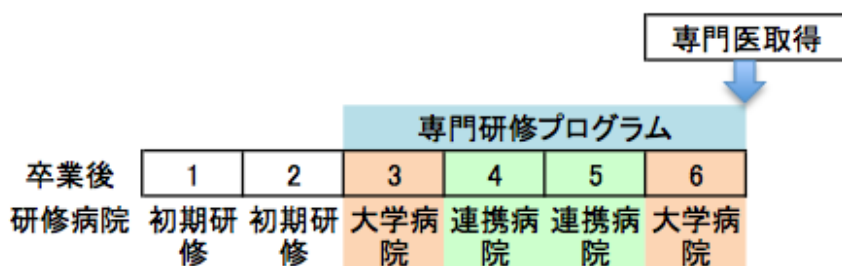 専門医取得
専門研修プログラム
卒業後 1 2 3 4 5 6
研修病院 初期研 初期研 大学病 連携病 連携病 大学病
修 修 院 院 院 院